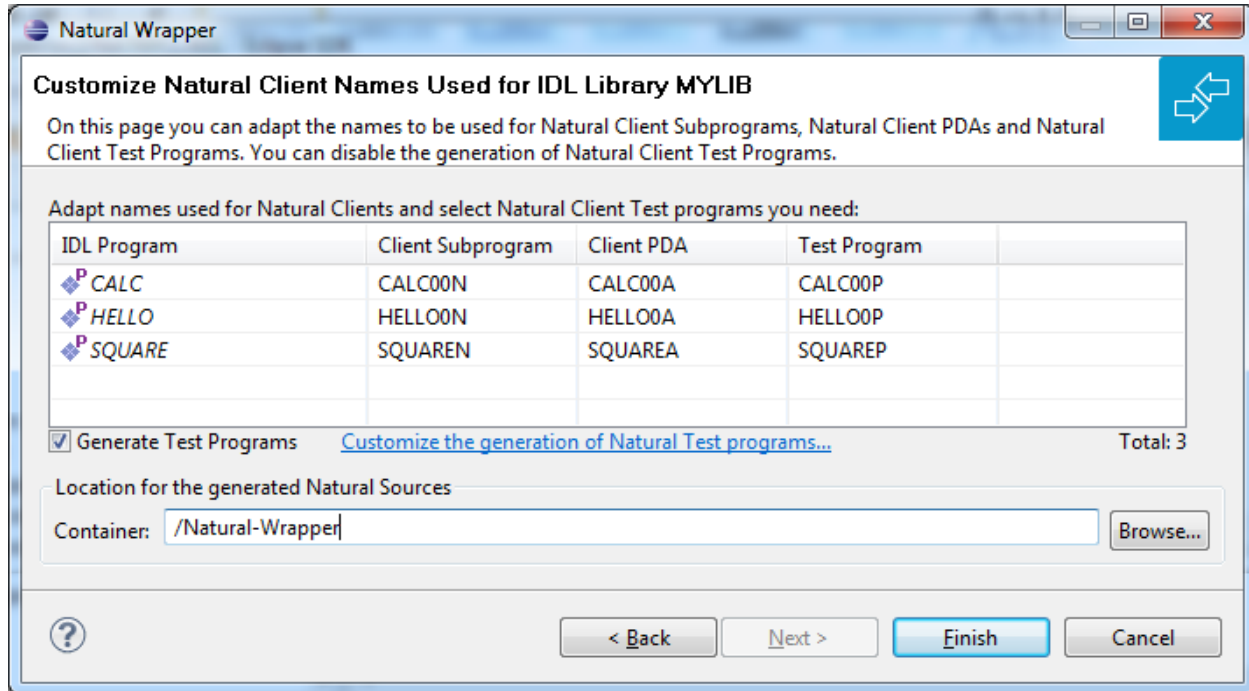 Natural Wrapper
Customize Natural Client Names Used for IDL Library MYLIB
On this page you can adapt the names to be used for Natural Client Subprograms, Natural Client PDAs and Natural
Client Test Programs. You can disable the generation of Natural Client Test Programs.
Adapt names used for Natural Clients and select Natural Client Test programs you need:
IDL Program Client Subprogram Client PDA Test Program
P CALC CALC00N CALC00A CALC00P
P HELLO HELLO0N HELLO0A HELLO0P
P SQUARE SQUAREN SQUAREA SQUAREP
Generate Test Programs Customize the generation of Natural Test programs... Total: 3
Location for the generated Natural Sources
Container: /Natural-Wrapper Browse...
? < Back Next > Finish Cancel